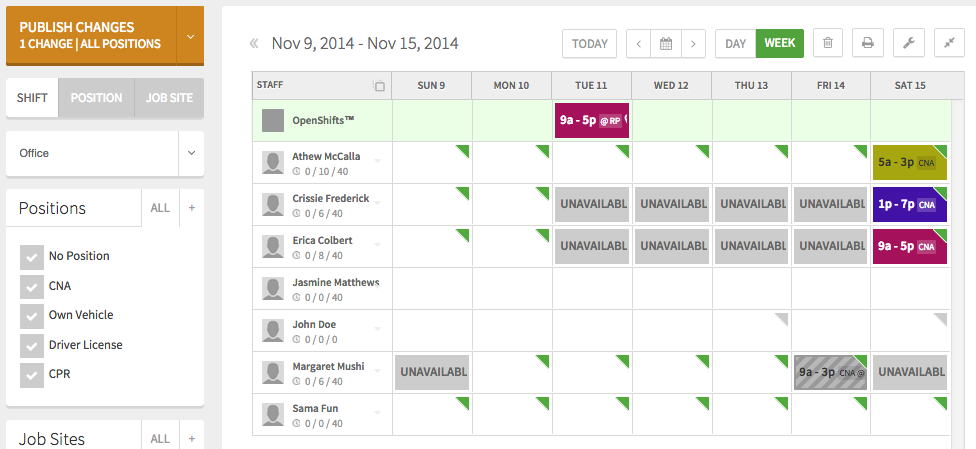 PUBLISH CHANGES
1 CHANGE | ALL POSITIONS
SHIFT POSITION JOB SITE
Office
Positions ALL +
No Position
CNA
Own Vehicle
Driver License
CPR
Job Sites ALL +
« Nov 9, 2014 - Nov 15, 2014 TODAY DAY WEEK
STAFF SUN 9 MON 10 TUE 11 WED 12 THU 13 FRI 14 SAT 15
OpenShifts™ 9a - 5p @ RP
Athew McCalla
0 / 10 / 40
5a - 3p CNA
Crissie Frederick
0 / 6 / 40
UNAVAILABL UNAVAILABL UNAVAILABL UNAVAILABL 1p - 7p CNA
Erica Colbert
0 / 8 / 40
UNAVAILABL UNAVAILABL UNAVAILABL UNAVAILABL 9a - 5p CNA
Jasmine Matthews
0 / 0 / 40
John Doe
0 / 0 / 0
Margaret Mushi
0 / 6 / 40
UNAVAILABL 9a - 3p CNA @ UNAVAILABL
Sama Fun
0 / 0 / 40